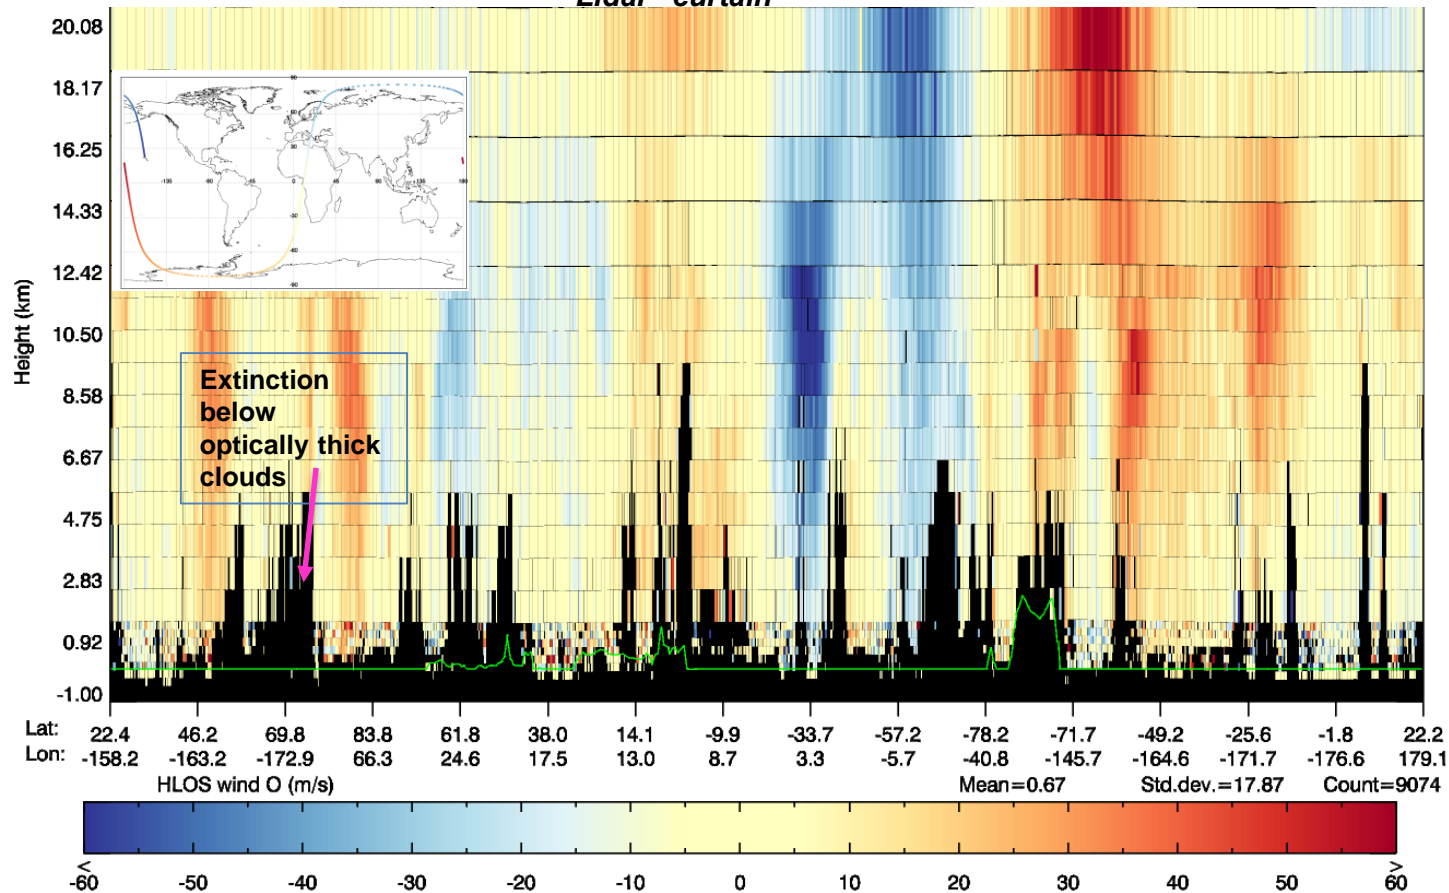 Lidar "curtain"
20.08
18.17
16.25
14.33
12.42
10.50
8.58
6.67
4.75
2.83
0.92
-1.00
Height (km)
Extinction
below
optically thick
clouds
Lat: 22.4 46.2 69.8 83.8 61.8 38.0 14.1 -9.9 -33.7 -57.2 -78.2 -71.7 -49.2 -25.6 -1.8 22.2
Lon: -158.2 -163.2 -172.9 66.3 24.6 17.5 13.0 8.7 3.3 -5.7 -40.8 -145.7 -164.6 -171.7 -176.6 179.1
HLOS wind O (m/s) Mean=0.67 Std.dev.=17.87 Count=9074
< >
-60 -50 -40 -30 -20 -10 0 10 20 30 40 50 60